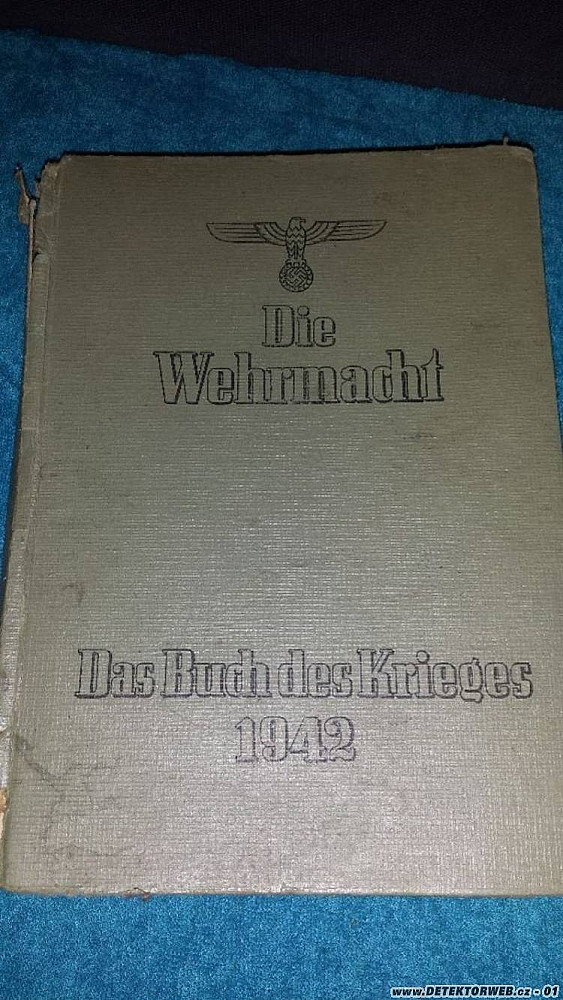 Die
Wehrmacht
Das Buch des Krieges
1942
www.DETEKTORWEB.cz - 01